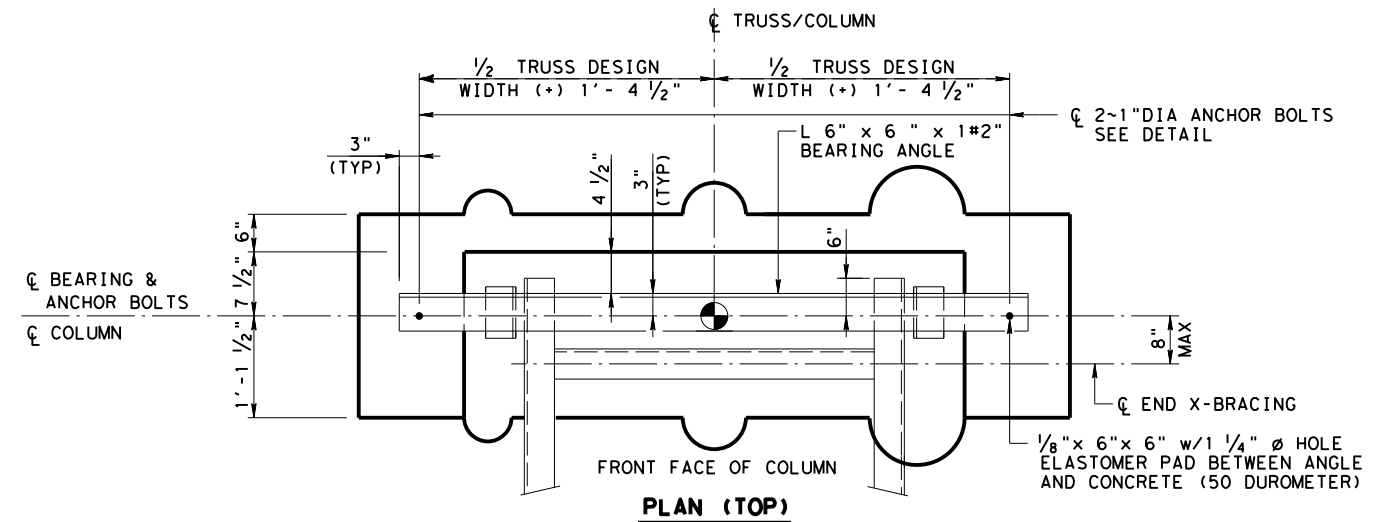 ℄ TRUSS/COLUMN
½ TRUSS DESIGN
WIDTH (+) 1'- 4 ½"
½ TRUSS DESIGN
WIDTH (+) 1'- 4 ½"
℄ 2~1"DIA ANCHOR BOLTS
SEE DETAIL
L 6" x 6 " x 1#2"
BEARING ANGLE
3"
(TYP)
4 ½"
3"
(TYP)
6"
6"
7 ½"
1'-1 ½"
℄ BEARING &
ANCHOR BOLTS
℄ COLUMN
8"
MAX
℄ END X-BRACING
⅛"x 6"x 6" w/1 ¼" ø HOLE
ELASTOMER PAD BETWEEN ANGLE
AND CONCRETE (50 DUROMETER)
FRONT FACE OF COLUMN
PLAN (TOP)